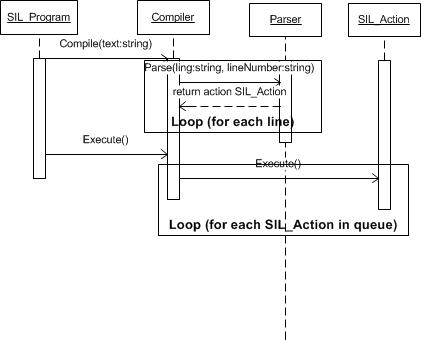 SIL_Program Compiler Parser SIL_Action
Compile(text:string)
Parse(ling:string, lineNumber:string)
return action SIL_Action
Loop (for each line)
Execute()
Execute()
Loop (for each SIL_Action in queue)